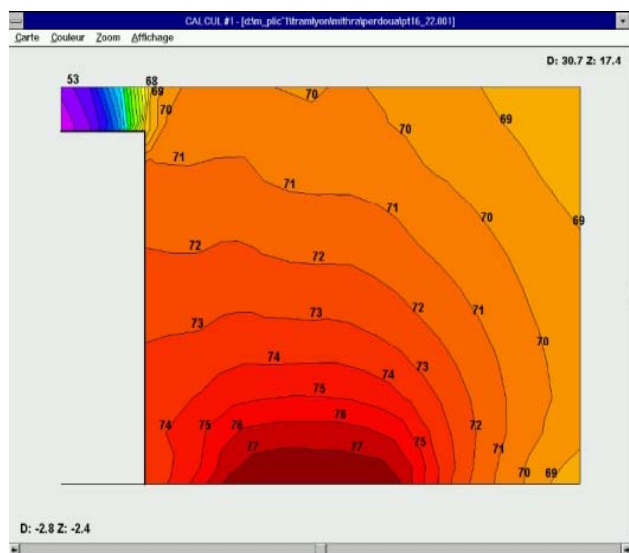 CALCUL #1 - [d:\m_plic~1\tramlyon\mithra\perdoua\pt16_22.001]
Carte Couleur Zoom Affichage
D: 30.7 Z: 17.4
53 68
69
70 70 69
70
71
71 71 70 69
72
72
72 71
73 73
70
74 73
74
75
74 75 76 76 75 72
77 77 71
70 69
D: -2.8 Z: -2.4